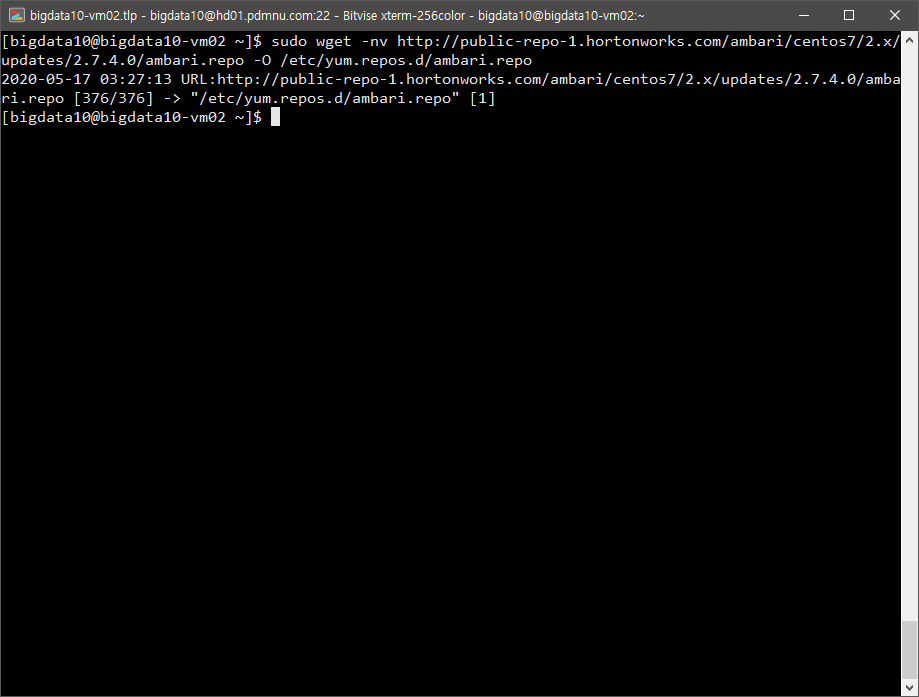 bigdata10-vm02.tlp - bigdata10@hd01.pdmnu.com:22 - Bitvise xterm-256color - bigdata10@bigdata10-vm02:~
[bigdata10@bigdata10-vm02 ~]$ sudo wget -nv http://public-repo-1.hortonworks.com/ambari/centos7/2.x/
updates/2.7.4.0/ambari.repo -O /etc/yum.repos.d/ambari.repo
2020-05-17 03:27:13 URL:http://public-repo-1.hortonworks.com/ambari/centos7/2.x/updates/2.7.4.0/amba
ri.repo [376/376] -> "/etc/yum.repos.d/ambari.repo" [1]
[bigdata10@bigdata10-vm02 ~]$